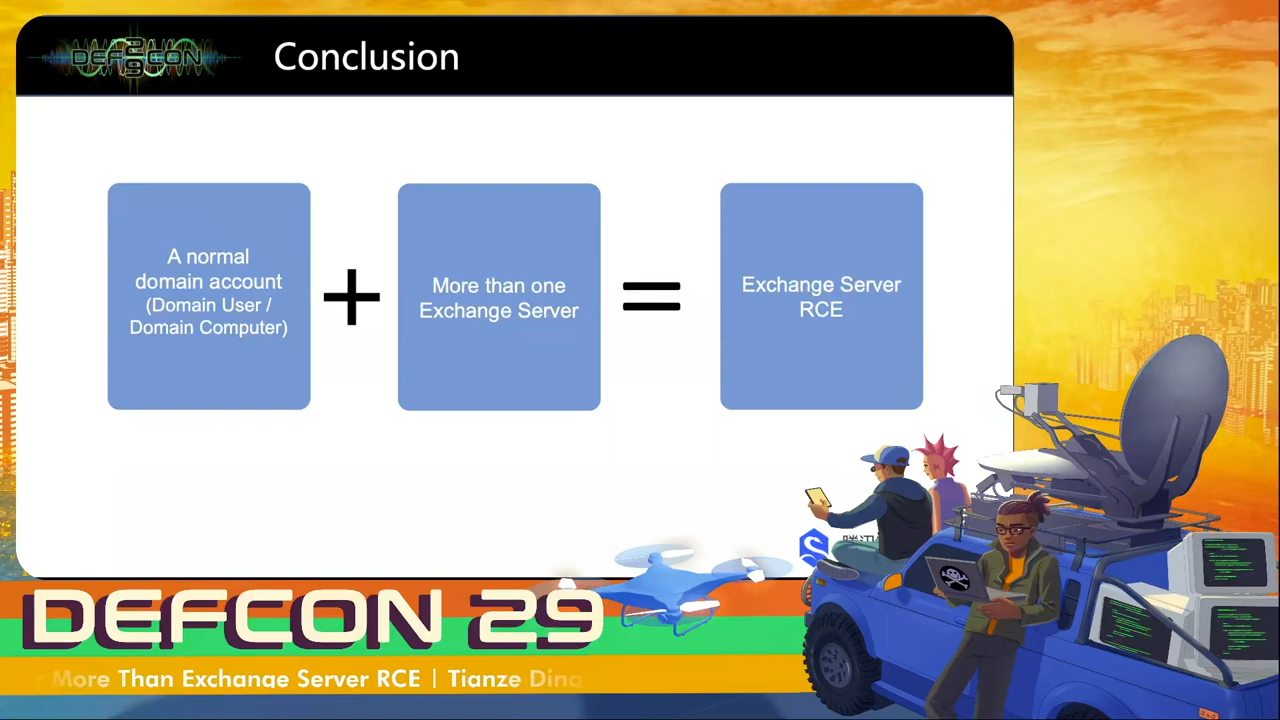 DEFCON
29
Conclusion
A normal
domain account
(Domain User /
Domain Computer)
+
More than one
Exchange Server
=
Exchange Server
RCE
DEFCON 29
More Than Exchange Server RCE | Tianze Ding